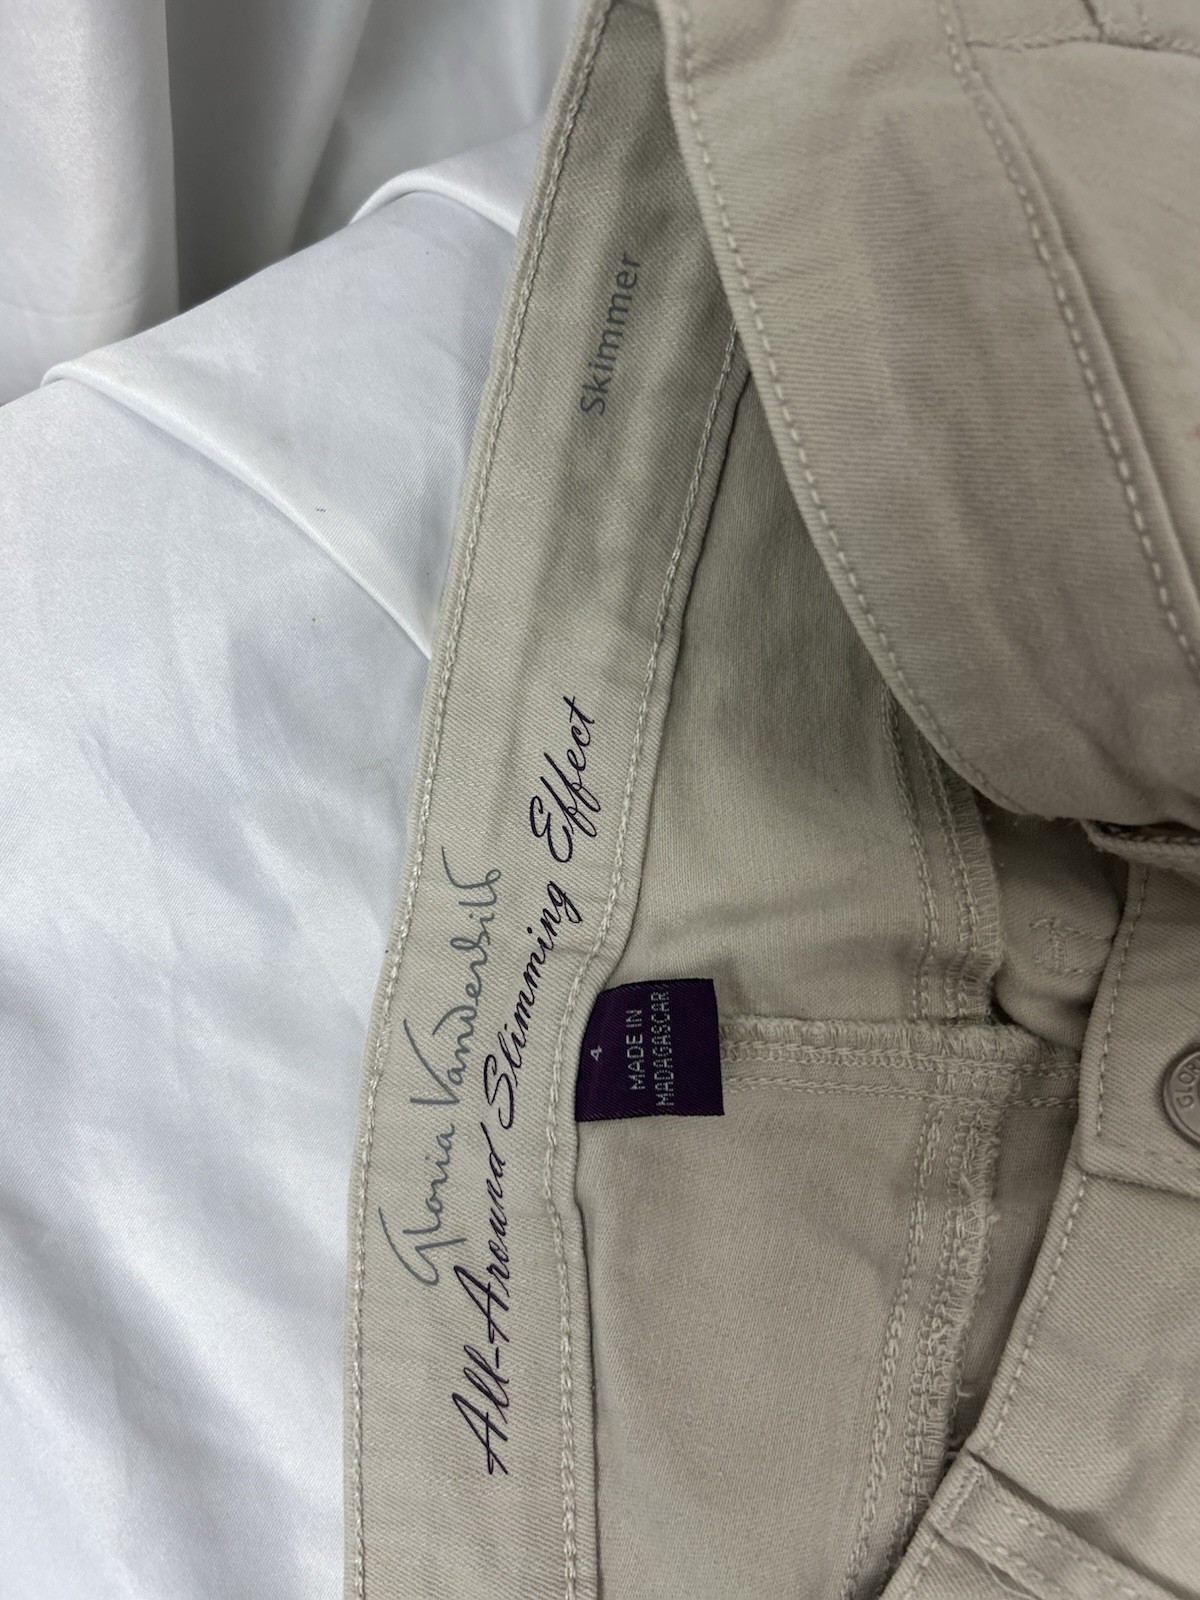 Skimmer
Gloria Vanderbilt
All-Around Slimming Effect
4
MADE IN
MADAGASCAR